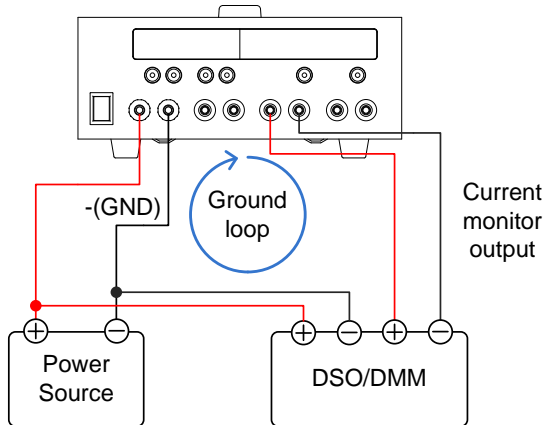 -(GND)
Ground
loop
Current
monitor
output
+
−
+
−
+
−
Power
Source
DSO/DMM